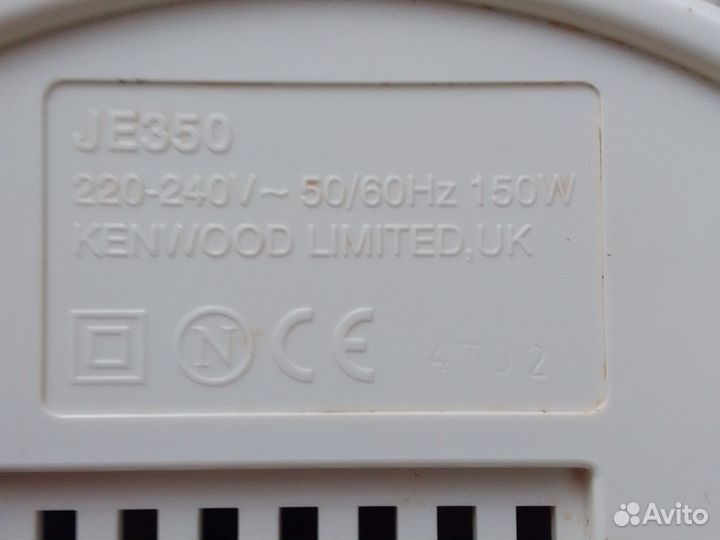 JE350
220-240V~ 50/60Hz 150W
KENWOOD LIMITED,UK
N CE 4T02
Avito